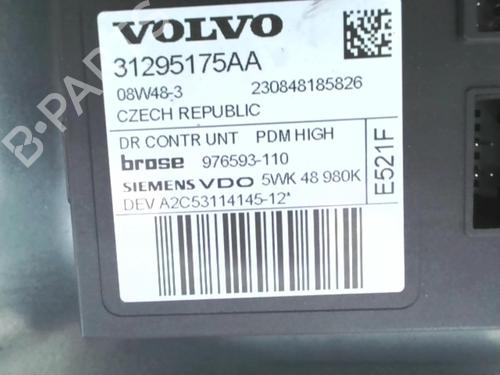 VOLVO
31295175AA
08W48-3 230848185826
CZECH REPUBLIC
DR CONTR UNT PDM HIGH
brose 976593-110
SIEMENS VDO 5WK 48 980K
DEV A2C53114145-12*
E521F
B-PARTS